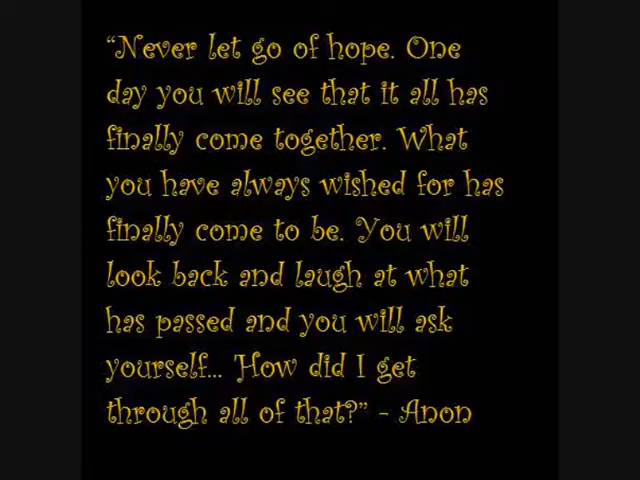 “Never let go of hope. One
day you will see that it all has
finally come together. What
you have always wished for has
finally come to be. You will
look back and laugh at what
has passed and you will ask
yourself... 'How did I get
through all of that?” - Anon